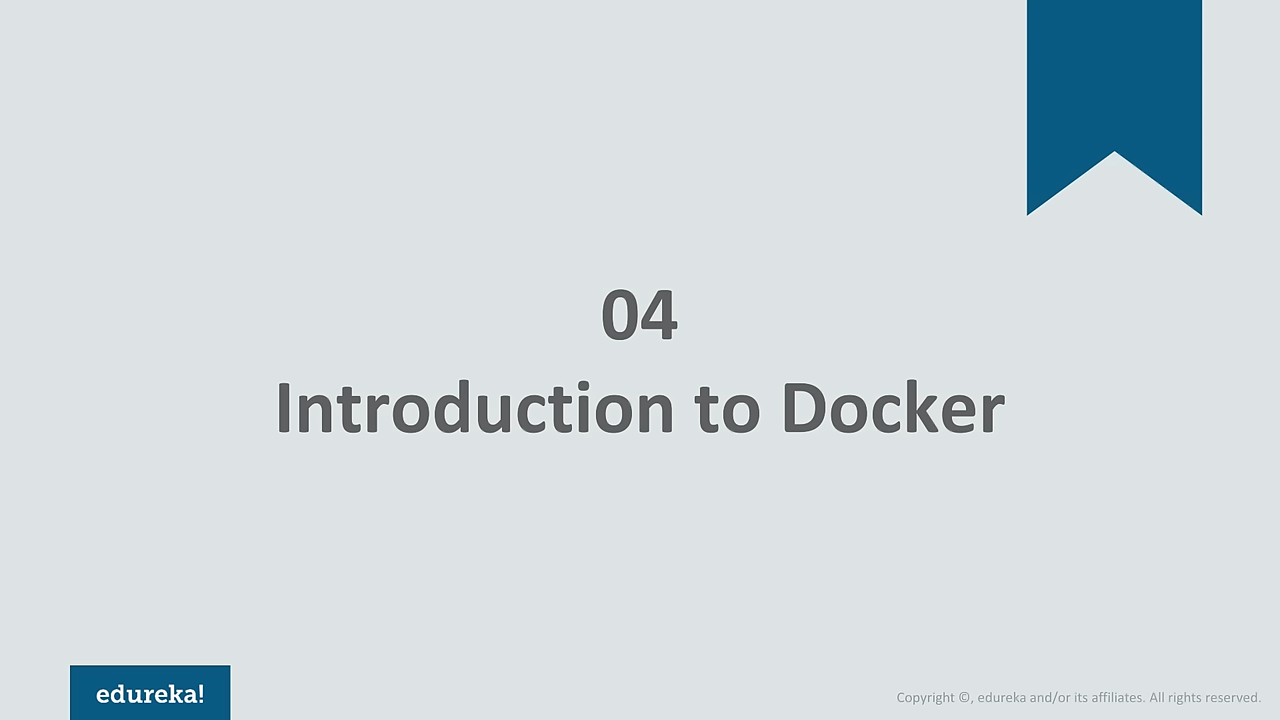 04
Introduction to Docker
edureka!
Copyright ©, edureka and/or its affiliates. All rights reserved.